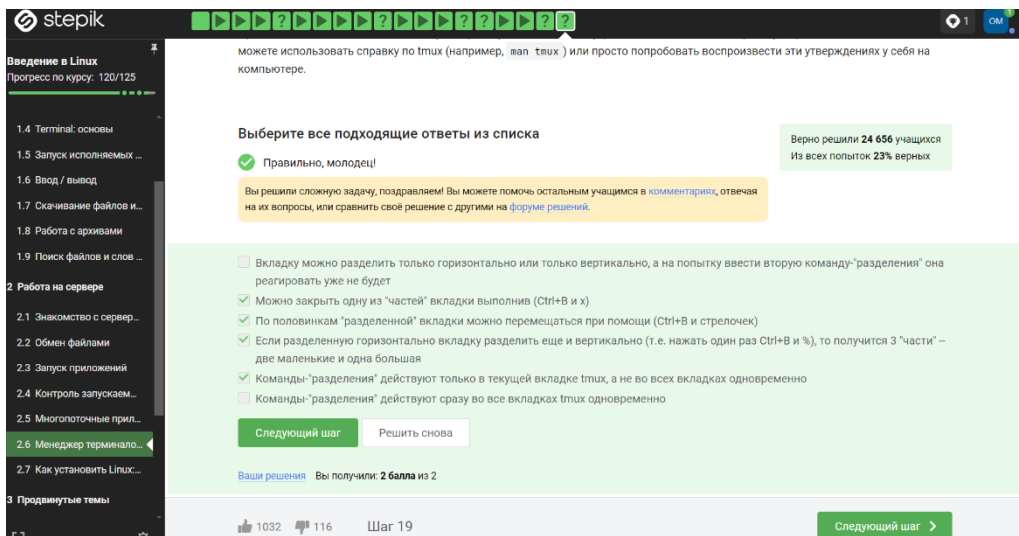 stepik
1
ОМ
1
Введение в Linux
Прогресс по курсу: 120/125
1.4 Terminal: основы
1.5 Запуск исполняемых ...
1.6 Ввод / вывод
1.7 Скачивание файлов и...
1.8 Работа с архивами
1.9 Поиск файлов и слов ...
2 Работа на сервере
2.1 Знакомство с сервер...
2.2 Обмен файлами
2.3 Запуск приложений
2.4 Контроль запускаем...
2.5 Многопоточные прил...
2.6 Менеджер терминало...
2.7 Как установить Linux:...
3 Продвинутые темы
можете использовать справку по tmux (например, man tmux ) или просто попробовать воспроизвести эти утверждениях у себя на
компьютере.
Выберите все подходящие ответы из списка
Правильно, молодец!
Верно решили 24 656 учащихся
Из всех попыток 23% верных
Вы решили сложную задачу, поздравляем! Вы можете помочь остальным учащимся в комментариях, отвечая
на их вопросы, или сравнить своё решение с другими на форуме решений.
Вкладку можно разделить только горизонтально или только вертикально, а на попытку ввести вторую команду-"разделения" она
реагировать уже не будет
Можно закрыть одну из "частей" вкладки выполнив (Ctrl+B и x)
По половинкам "разделенной" вкладки можно перемещаться при помощи (Ctrl+B и стрелочек)
Если разделенную горизонтально вкладку разделить еще и вертикально (т.е. нажать один раз Ctrl+B и %), то получится 3 "части" –
две маленькие и одна большая
Команды-"разделения" действуют только в текущей вкладке tmux, а не во всех вкладках одновременно
Команды-"разделения" действуют сразу во все вкладках tmux одновременно
Следующий шаг
Решить снова
Ваши решения Вы получили: 2 балла из 2
1032 116 Шаг 19
Следующий шаг